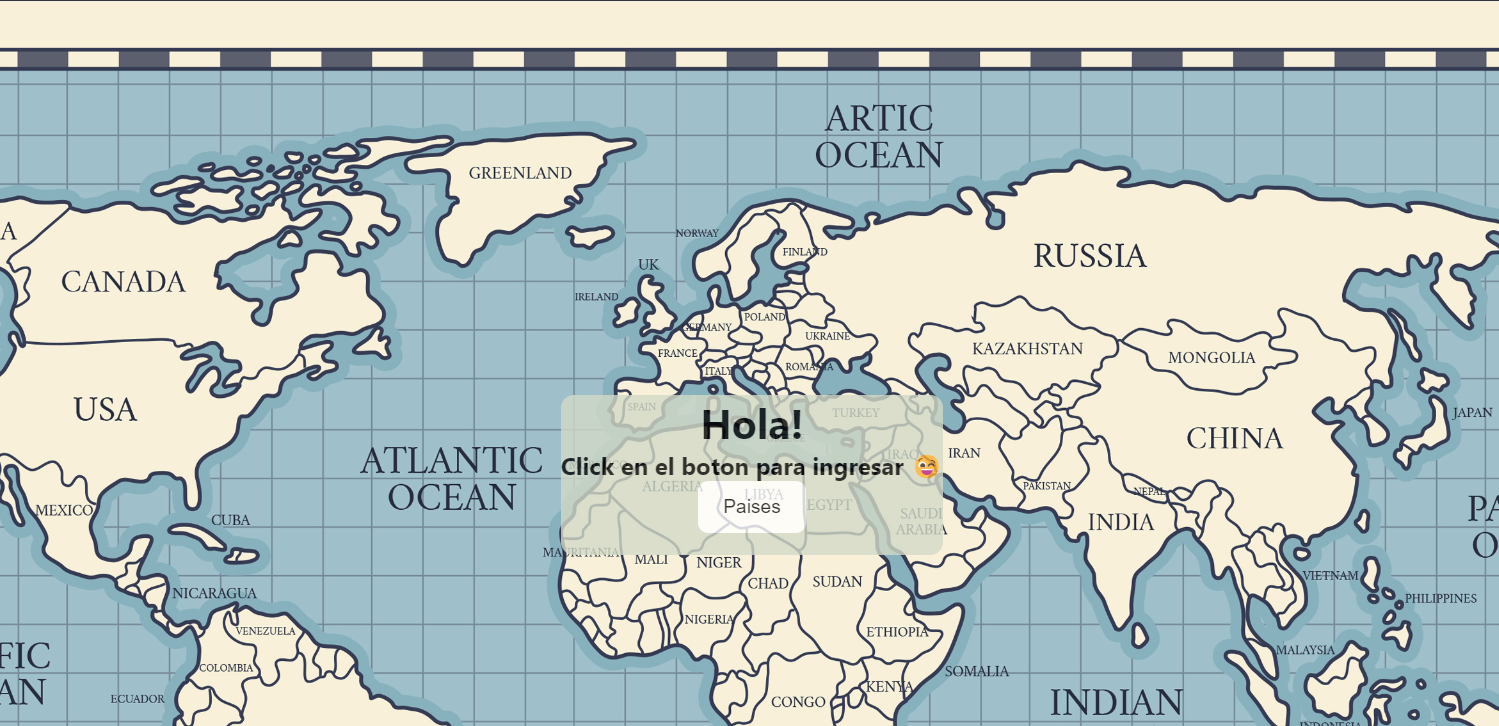 ARTIC
OCEAN
GREENLAND
A
NORWAY
FINLAND
RUSSIA
UK
CANADA
IRELAND
GERMANY
POLAND
UKRAINE
FRANCE
KAZAKHSTAN
MONGOLIA
ITALY
ROMANIA
USA
SPAIN
TURKEY
JAPAN
Hola!
CHINA
ATLANTIC
OCEAN
IRAQ
IRAN
Click en el boton para ingresar 😄
ALGERIA
LIBYA
EGYPT
PAKISTAN
NEPAL
Paises
MEXICO
CUBA
SAUDI
ARABIA
INDIA
PA
O
MAURITANIA
MALI
NIGER
CHAD
SUDAN
VIETNAM
NICARAGUA
PHILIPPINES
VENEZUELA
NIGERIA
ETHIOPIA
FIC
AN
COLOMBIA
SOMALIA
MALAYSIA
ECUADOR
CONGO
KENYA
INDIAN
INDONESIA